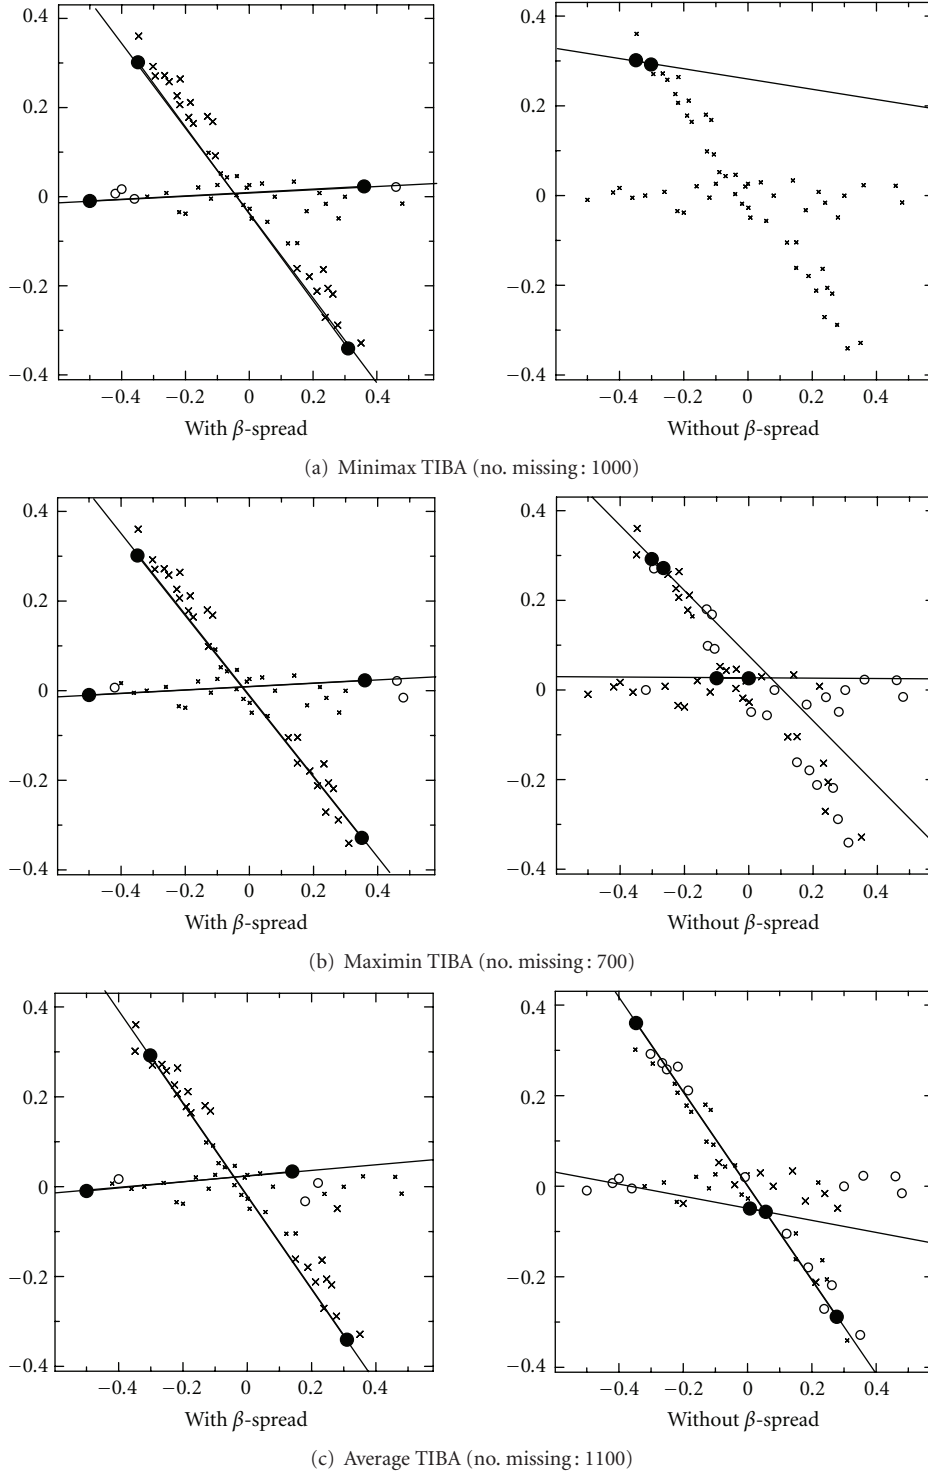 0.4
0.2
0
−0.2
−0.4
−0.4 −0.2 0 0.2 0.4
With β-spread
0.4
0.2
0
−0.2
−0.4
−0.4 −0.2 0 0.2 0.4
Without β-spread
(a) Minimax TIBA (no. missing: 1000)
0.4
0.2
0
−0.2
−0.4
−0.4 −0.2 0 0.2 0.4
With β-spread
0.4
0.2
0
−0.2
−0.4
−0.4 −0.2 0 0.2 0.4
Without β-spread
(b) Maximin TIBA (no. missing: 700)
0.4
0.2
0
−0.2
−0.4
−0.4 −0.2 0 0.2 0.4
With β-spread
0.4
0.2
0
−0.2
−0.4
−0.4 −0.2 0 0.2 0.4
Without β-spread
(c) Average TIBA (no. missing: 1100)